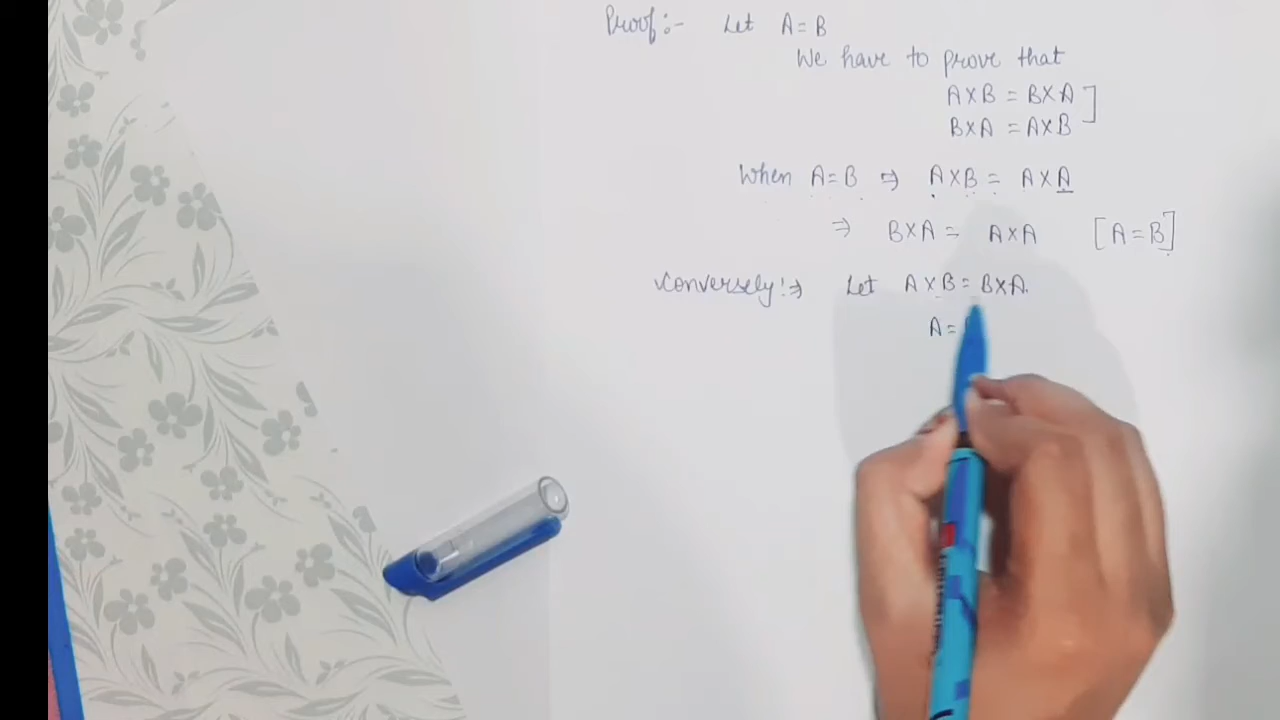 Proof:- Let A=B
We have to prove that
A×B = B×A ]
B×A = A×B
When A=B ⇒ A×B = A×A
⇒ B×A = A×A [A=B]
Conversely!⇒ Let A×B = B×A.
A =